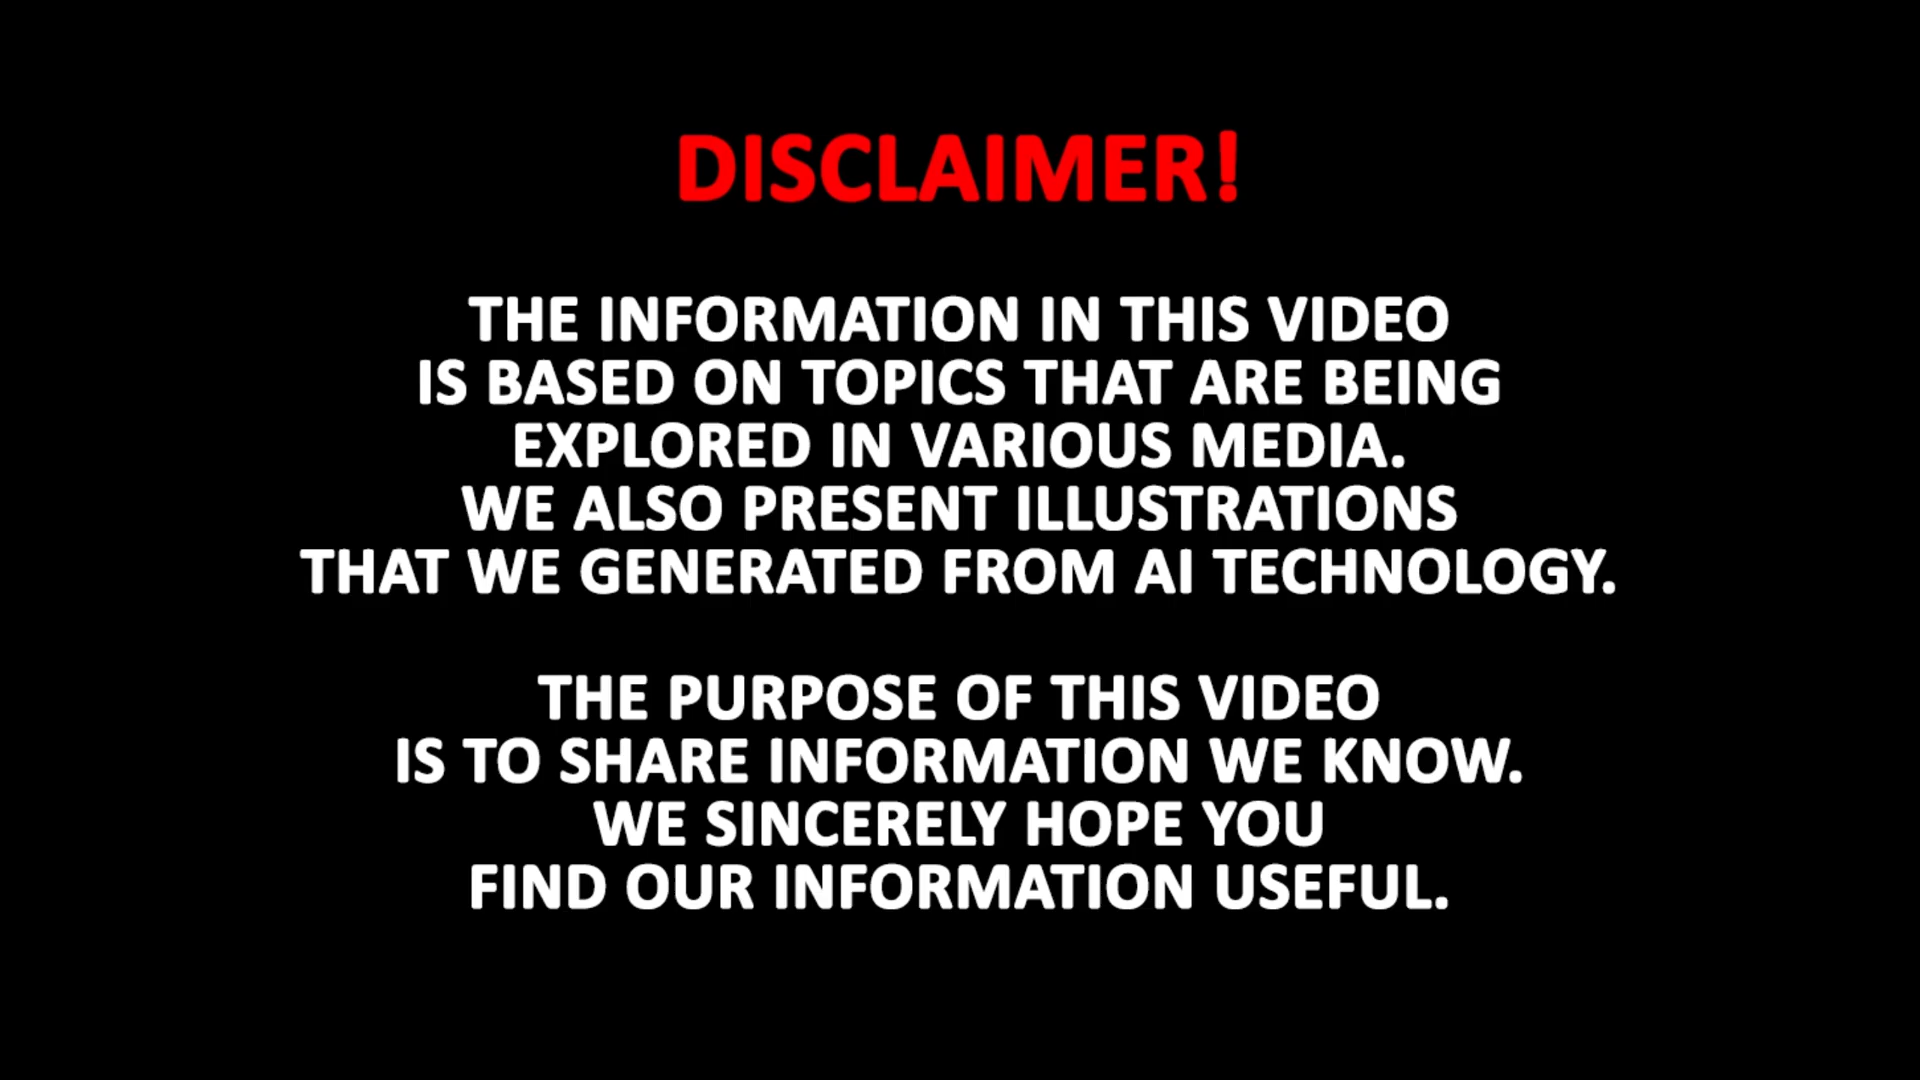 DISCLAIMER!
THE INFORMATION IN THIS VIDEO
IS BASED ON TOPICS THAT ARE BEING
EXPLORED IN VARIOUS MEDIA.
WE ALSO PRESENT ILLUSTRATIONS
THAT WE GENERATED FROM AI TECHNOLOGY.
THE PURPOSE OF THIS VIDEO
IS TO SHARE INFORMATION WE KNOW.
WE SINCERELY HOPE YOU
FIND OUR INFORMATION USEFUL.